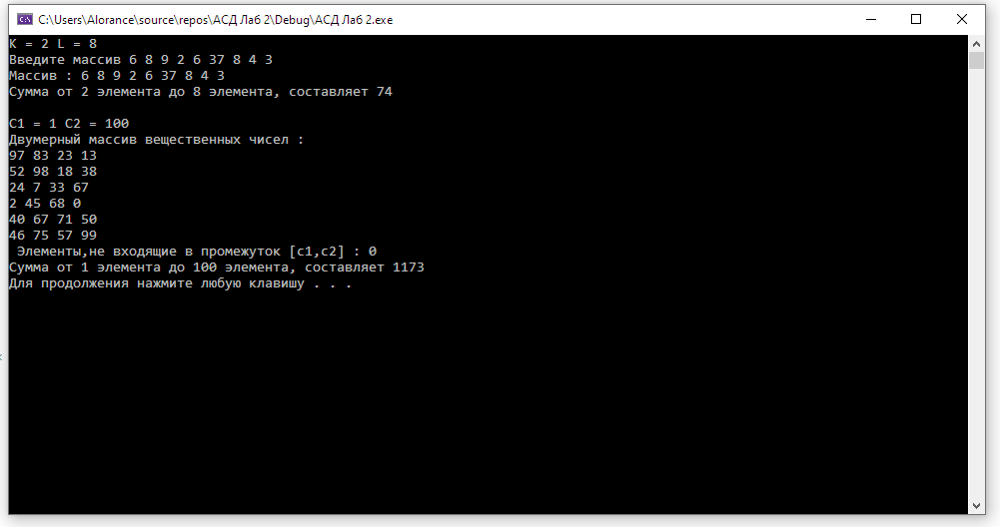 C:\Users\Alorance\source\repos\АСД Лаб 2\Debug\АСД Лаб 2.exe
K = 2 L = 8
Введите массив 6 8 9 2 6 37 8 4 3
Массив : 6 8 9 2 6 37 8 4 3
Сумма от 2 элемента до 8 элемента, составляет 74
C1 = 1 C2 = 100
Двумерный массив вещественных чисел :
97 83 23 13
52 98 18 38
24 7 33 67
2 45 68 0
40 67 71 50
46 75 57 99
Элементы,не входящие в промежуток [c1,c2] : 0
Сумма от 1 элемента до 100 элемента, составляет 1173
Для продолжения нажмите любую клавишу . . .